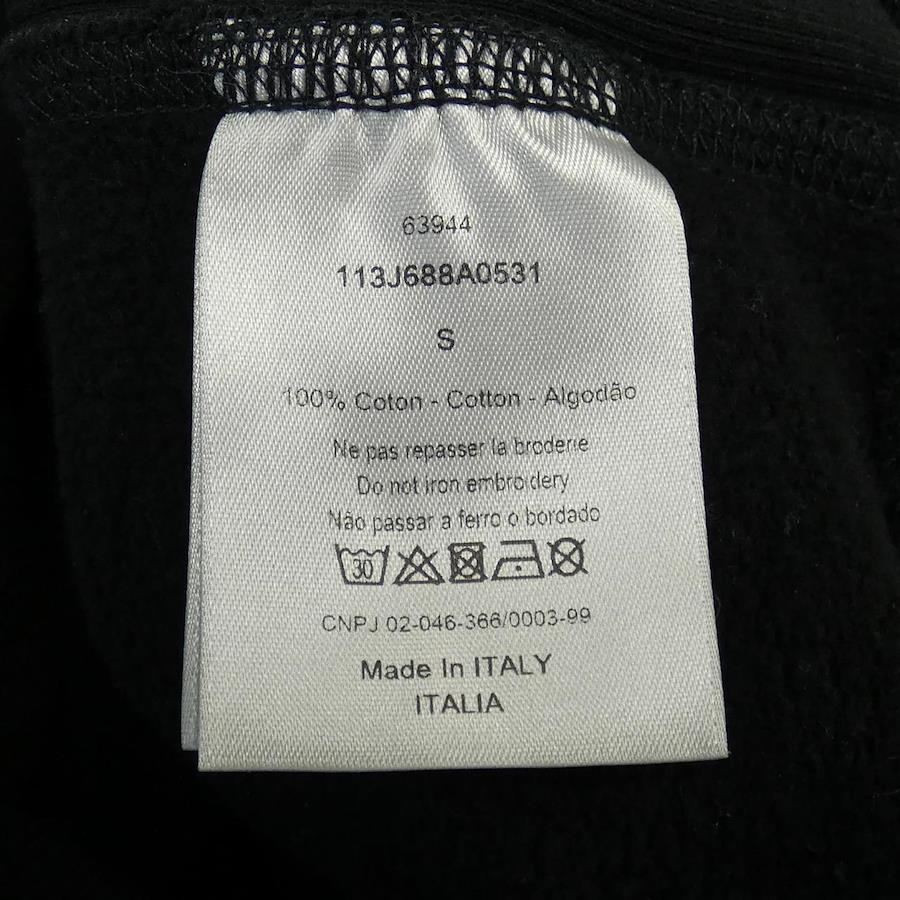 63944
113J688A0531
S
100% Coton - Cotton - Algodão
Ne pas repasser la broderie
Do not iron embroidery
Não passar a ferro o bordado
30
CNPJ 02-046-366/0003-99
Made In ITALY
ITALIA